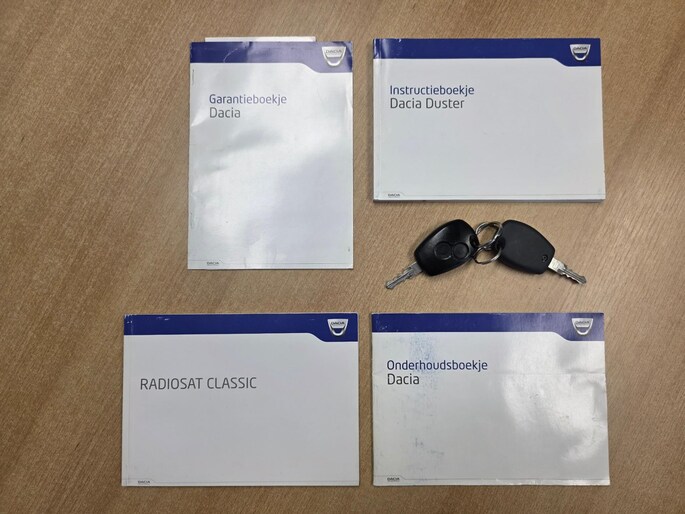 Garantieboekje
Dacia
Instructieboekje
Dacia Duster
RADIOSAT CLASSIC
Onderhoudsboekje
Dacia